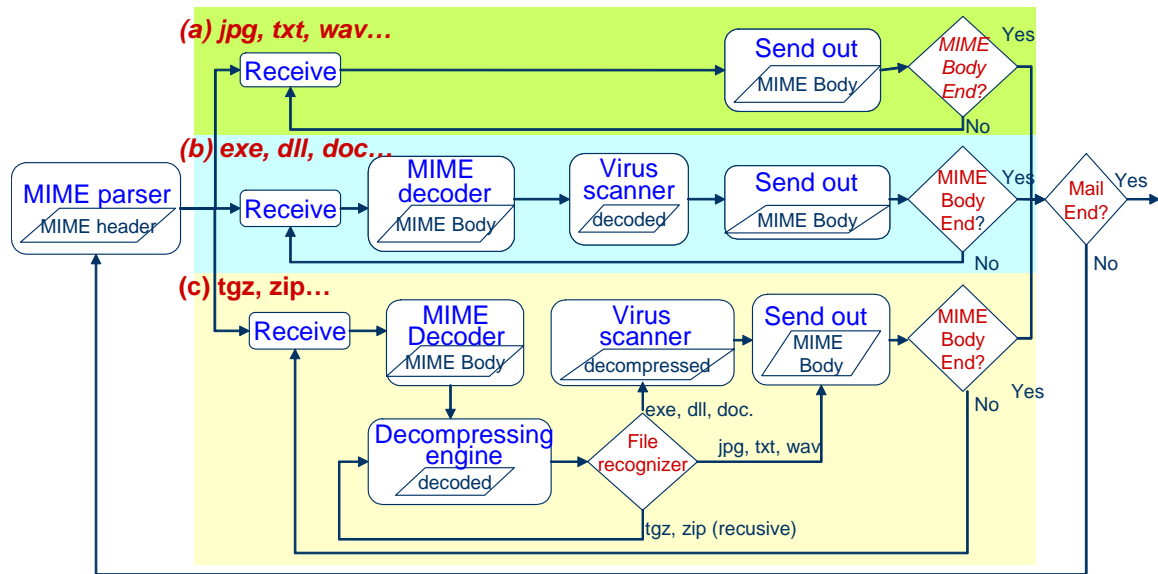 (a) jpg, txt, wav…
Receive
Send out
MIME Body
MIME
Body
End?
Yes
No
(b) exe, dll, doc…
MIME parser
MIME header
Receive
MIME
decoder
MIME Body
Virus
scanner
decoded
Send out
MIME Body
MIME
Body
End?
Yes
No
Mail
End?
Yes
No
(c) tgz, zip…
Receive
MIME
Decoder
MIME Body
Virus
scanner
decompressed
Send out
MIME
Body
MIME
Body
End?
No
Yes
exe, dll, doc.
Decompressing
engine
decoded
File
recognizer
jpg, txt, wav
tgz, zip (recusive)